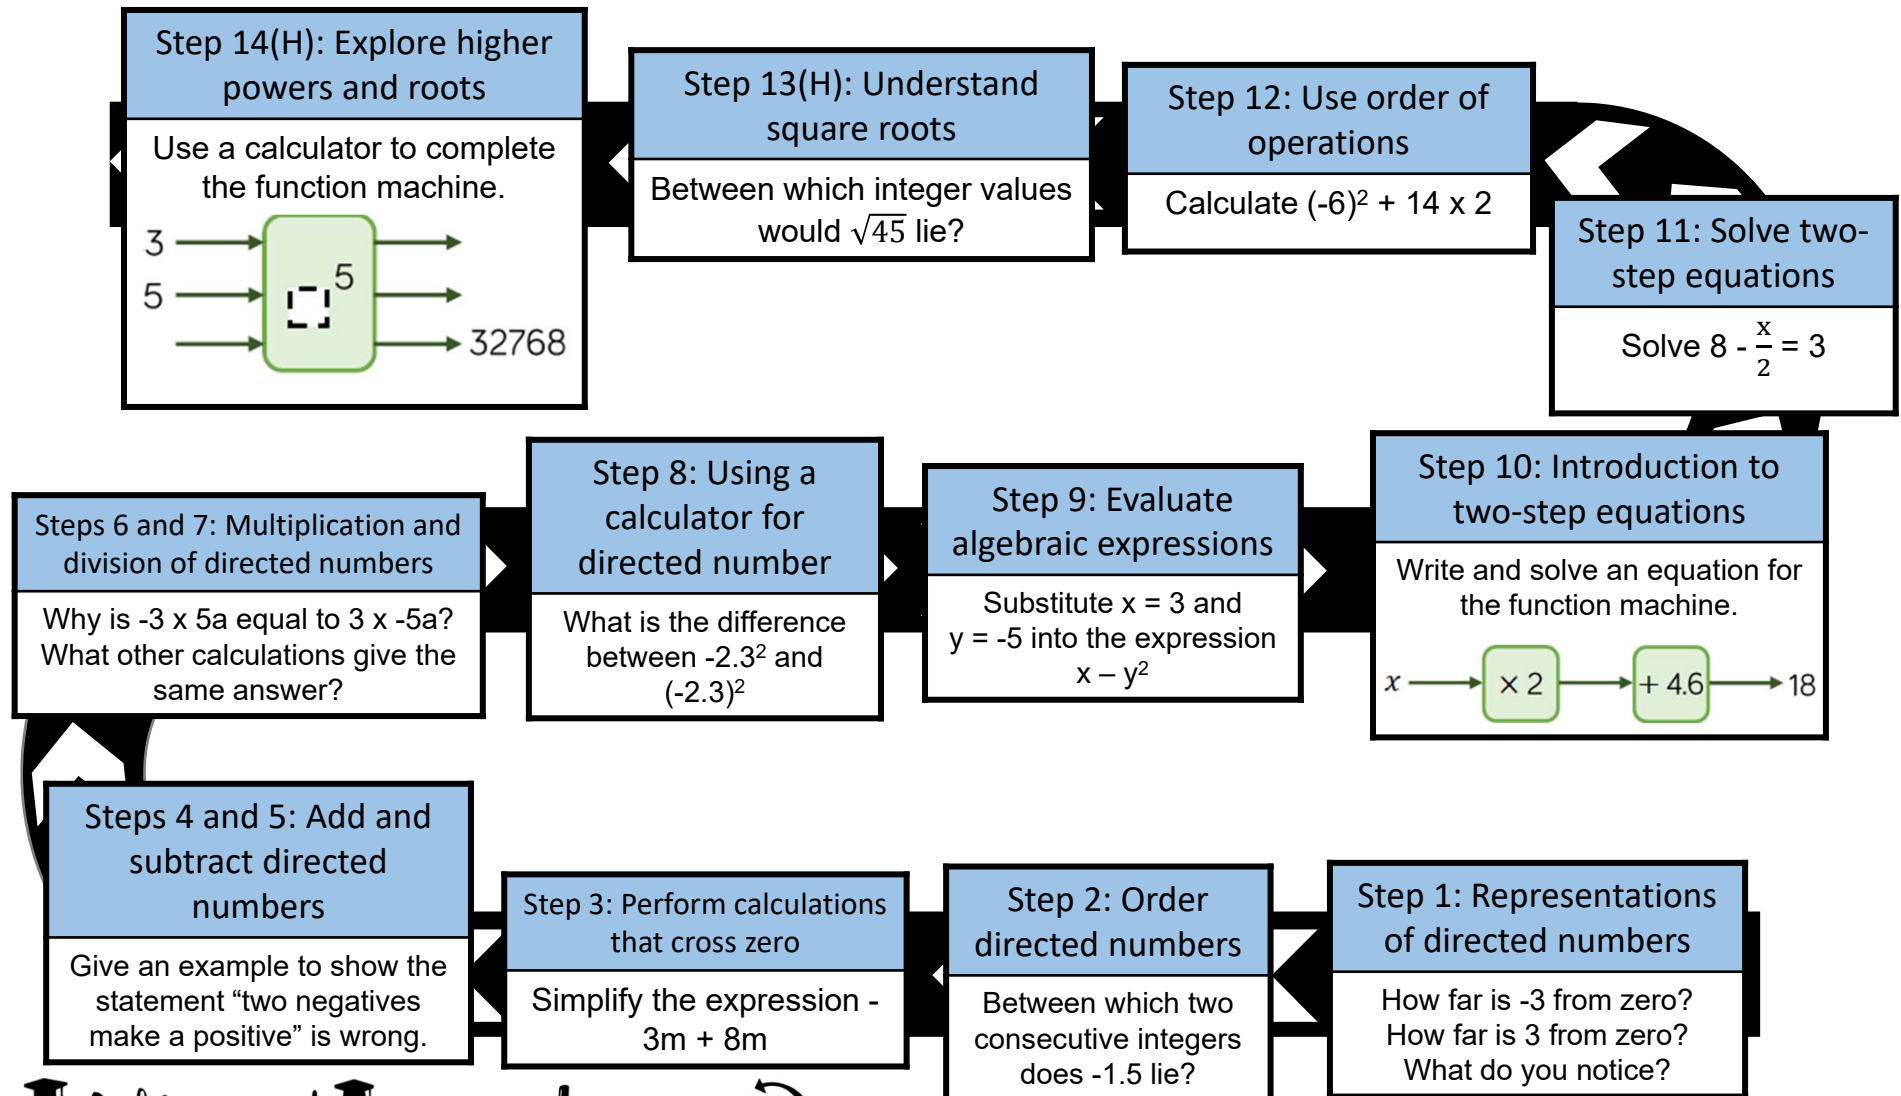 Step 14(H): Explore higher
powers and roots
Use a calculator to complete
the function machine.
3
5
5
32768
Step 13(H): Understand
square roots
Between which integer values
would √45 lie?
Step 12: Use order of
operations
Calculate (-6)² + 14 x 2
Step 11: Solve two-
step equations
Solve 8 - x/2 = 3
Steps 6 and 7: Multiplication and
division of directed numbers
Why is -3 x 5a equal to 3 x -5a?
What other calculations give the
same answer?
Step 8: Using a
calculator for
directed number
What is the difference
between -2.3² and
(-2.3)²
Step 9: Evaluate
algebraic expressions
Substitute x = 3 and
y = -5 into the expression
x – y²
Step 10: Introduction to
two-step equations
Write and solve an equation for
the function machine.
x × 2 + 4.6 18
Steps 4 and 5: Add and
subtract directed
numbers
Give an example to show the
statement “two negatives
make a positive” is wrong.
Step 3: Perform calculations
that cross zero
Simplify the expression -
3m + 8m
Step 2: Order
directed numbers
Between which two
consecutive integers
does -1.5 lie?
Step 1: Representations
of directed numbers
How far is -3 from zero?
How far is 3 from zero?
What do you notice?